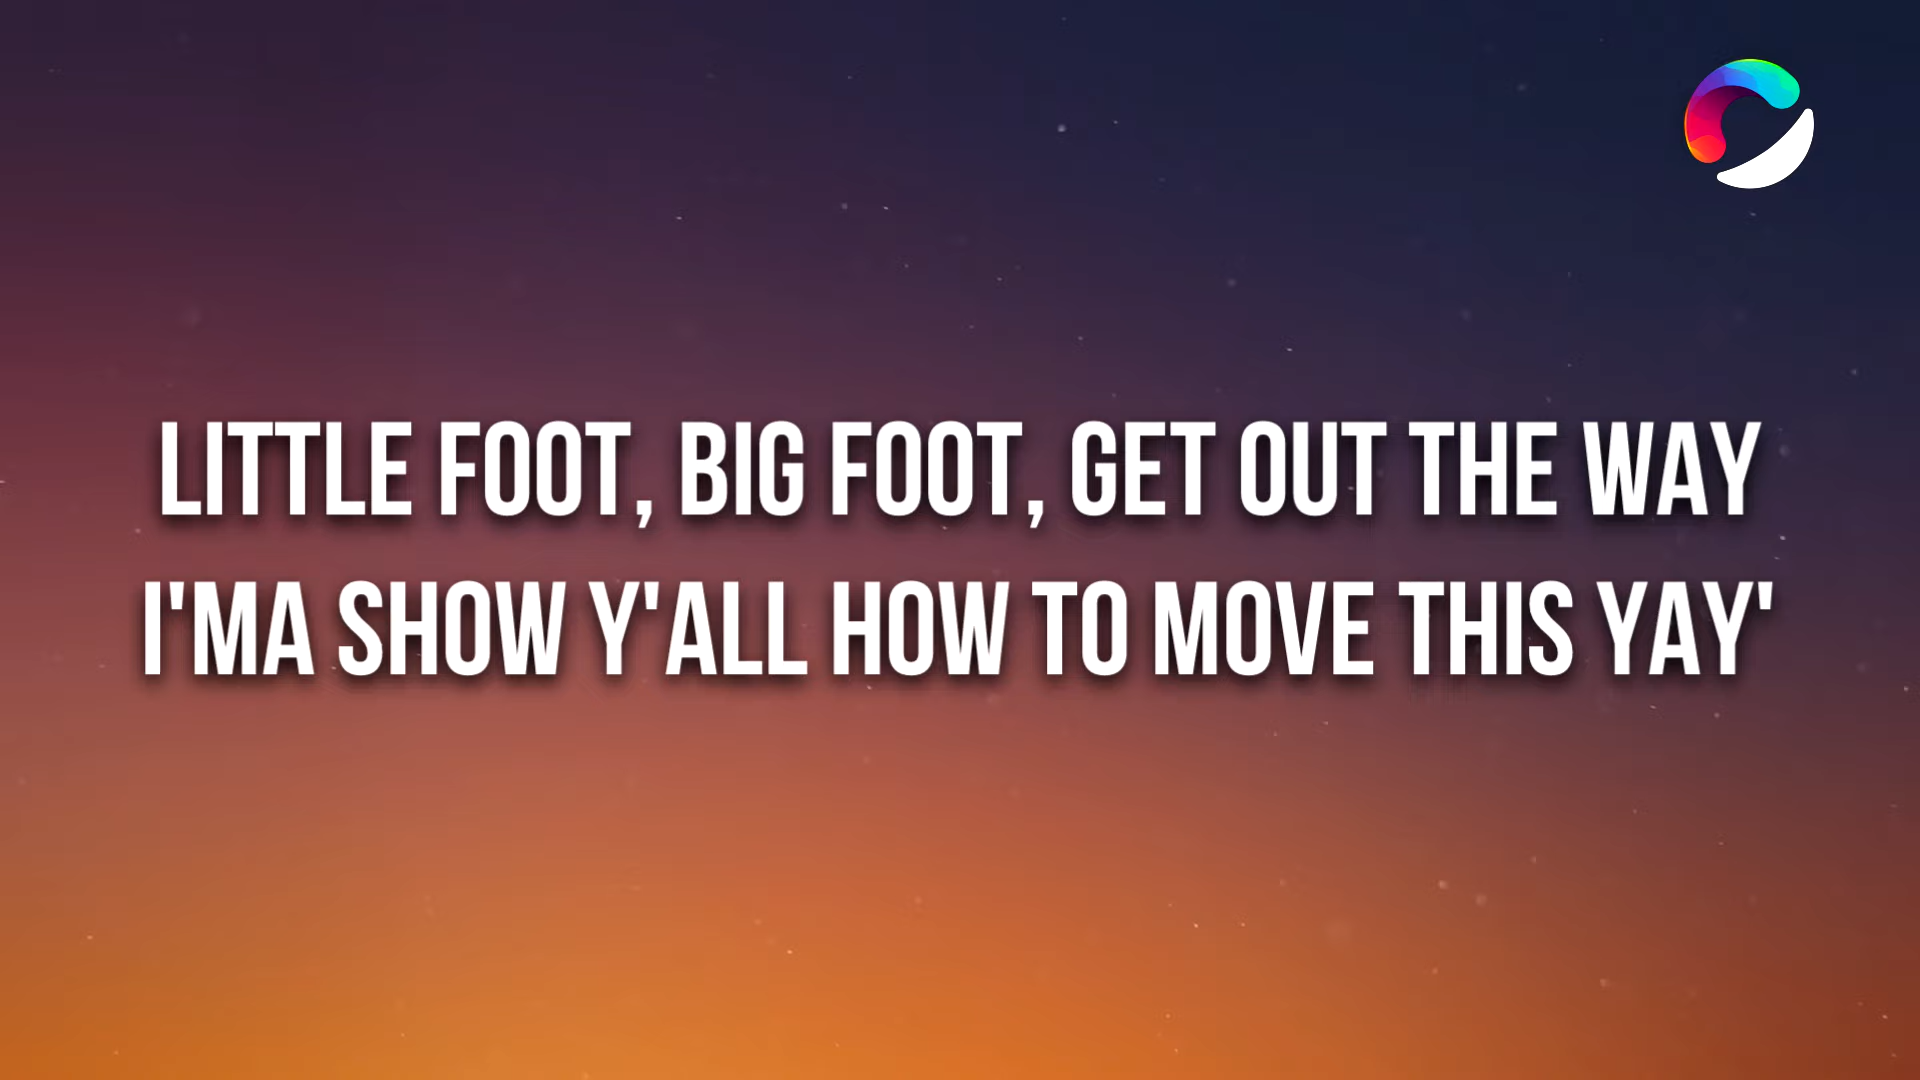 LITTLE FOOT, BIG FOOT, GET OUT THE WAY
I'MA SHOW Y'ALL HOW TO MOVE THIS YAY'